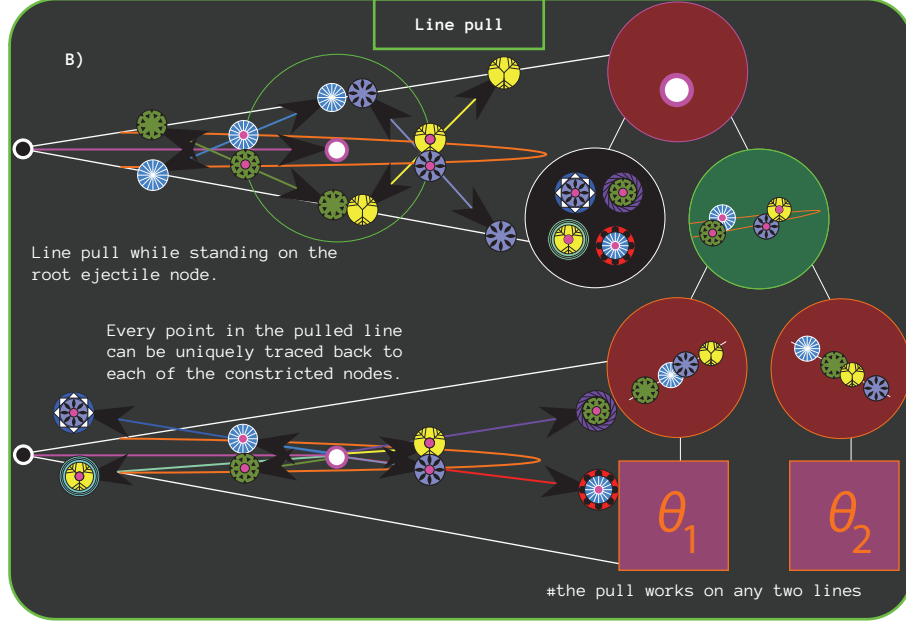 Line pull
B)
Line pull while standing on the
root ejectile node.
Every point in the pulled line
can be uniquely traced back to
each of the constricted nodes.
θ1
θ2
#the pull works on any two lines